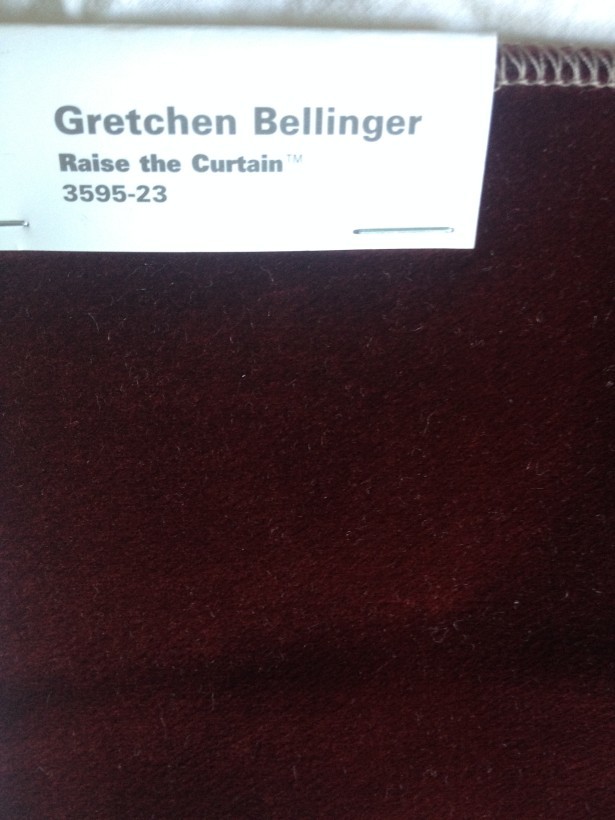 Gretchen Bellinger
Raise the Curtain™
3595-23